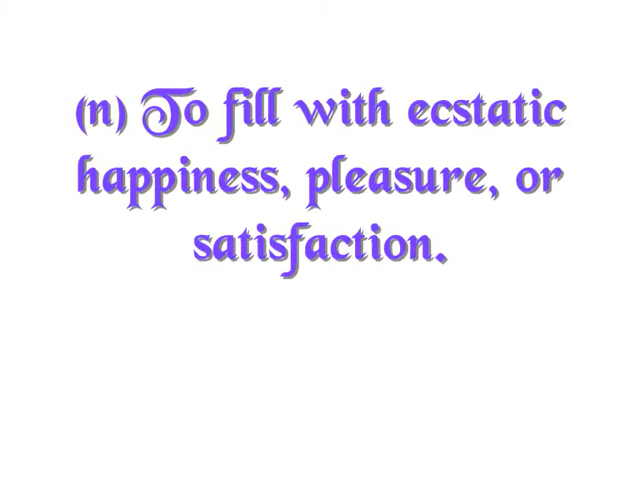 (n) To fill with ecstatic
happiness, pleasure, or
satisfaction.